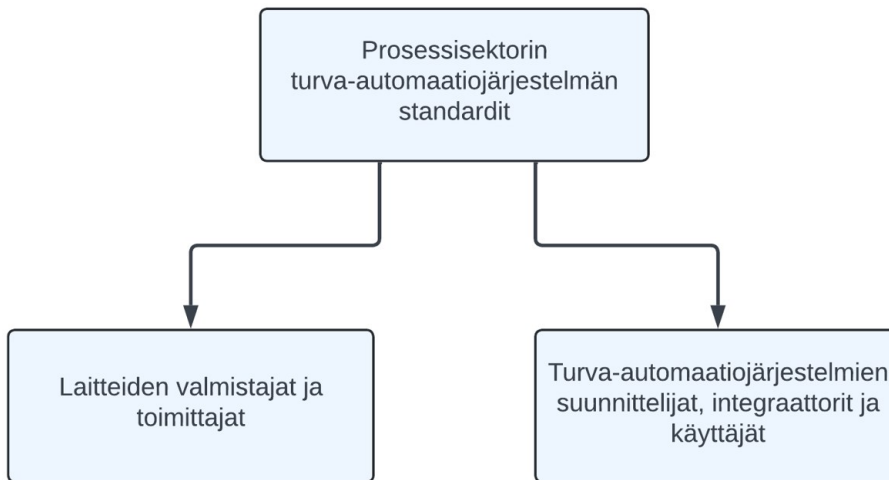 Prosessisektorin
turva-automaatiojärjestelmän
standardit
Laitteiden valmistajat ja
toimittajat
Turva-automaatiojärjestelmien
suunnittelijat, integraattorit ja
käyttäjät